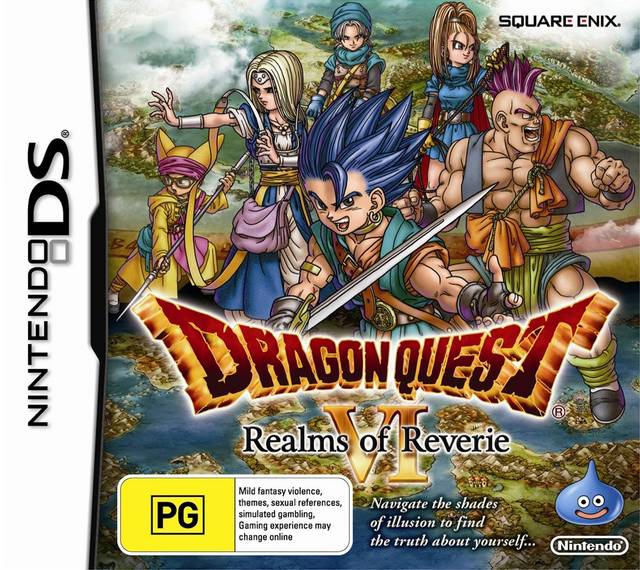 NINTENDO DS®
SQUARE ENIX®
DRAGON QUEST®
VI
Realms of Reverie
PG
Mild fantasy violence,
themes, sexual references,
simulated gambling,
Gaming experience may
change online
Navigate the shades
of illusion to find
the truth about yourself...
Nintendo®